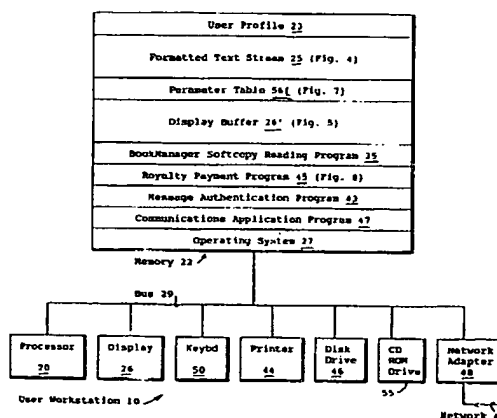 User Profile 23
Formatted Text Stream 25 (Fig. 4)
Parameter Table 56[ (Fig. 7)
Display Buffer 26' (Fig. 5)
BookManager Softcopy Reading Program 35
Royalty Payment Program 45 (Fig. 8)
Message Authentication Program 43
Communications Application Program 47
Operating System 27
Memory 22
Bus 29
Processor 20
Display 26
Keybd 50
Printer 44
Disk Drive 46
CD ROM Drive 55
Network Adapter 48
User Workstation 10
Network